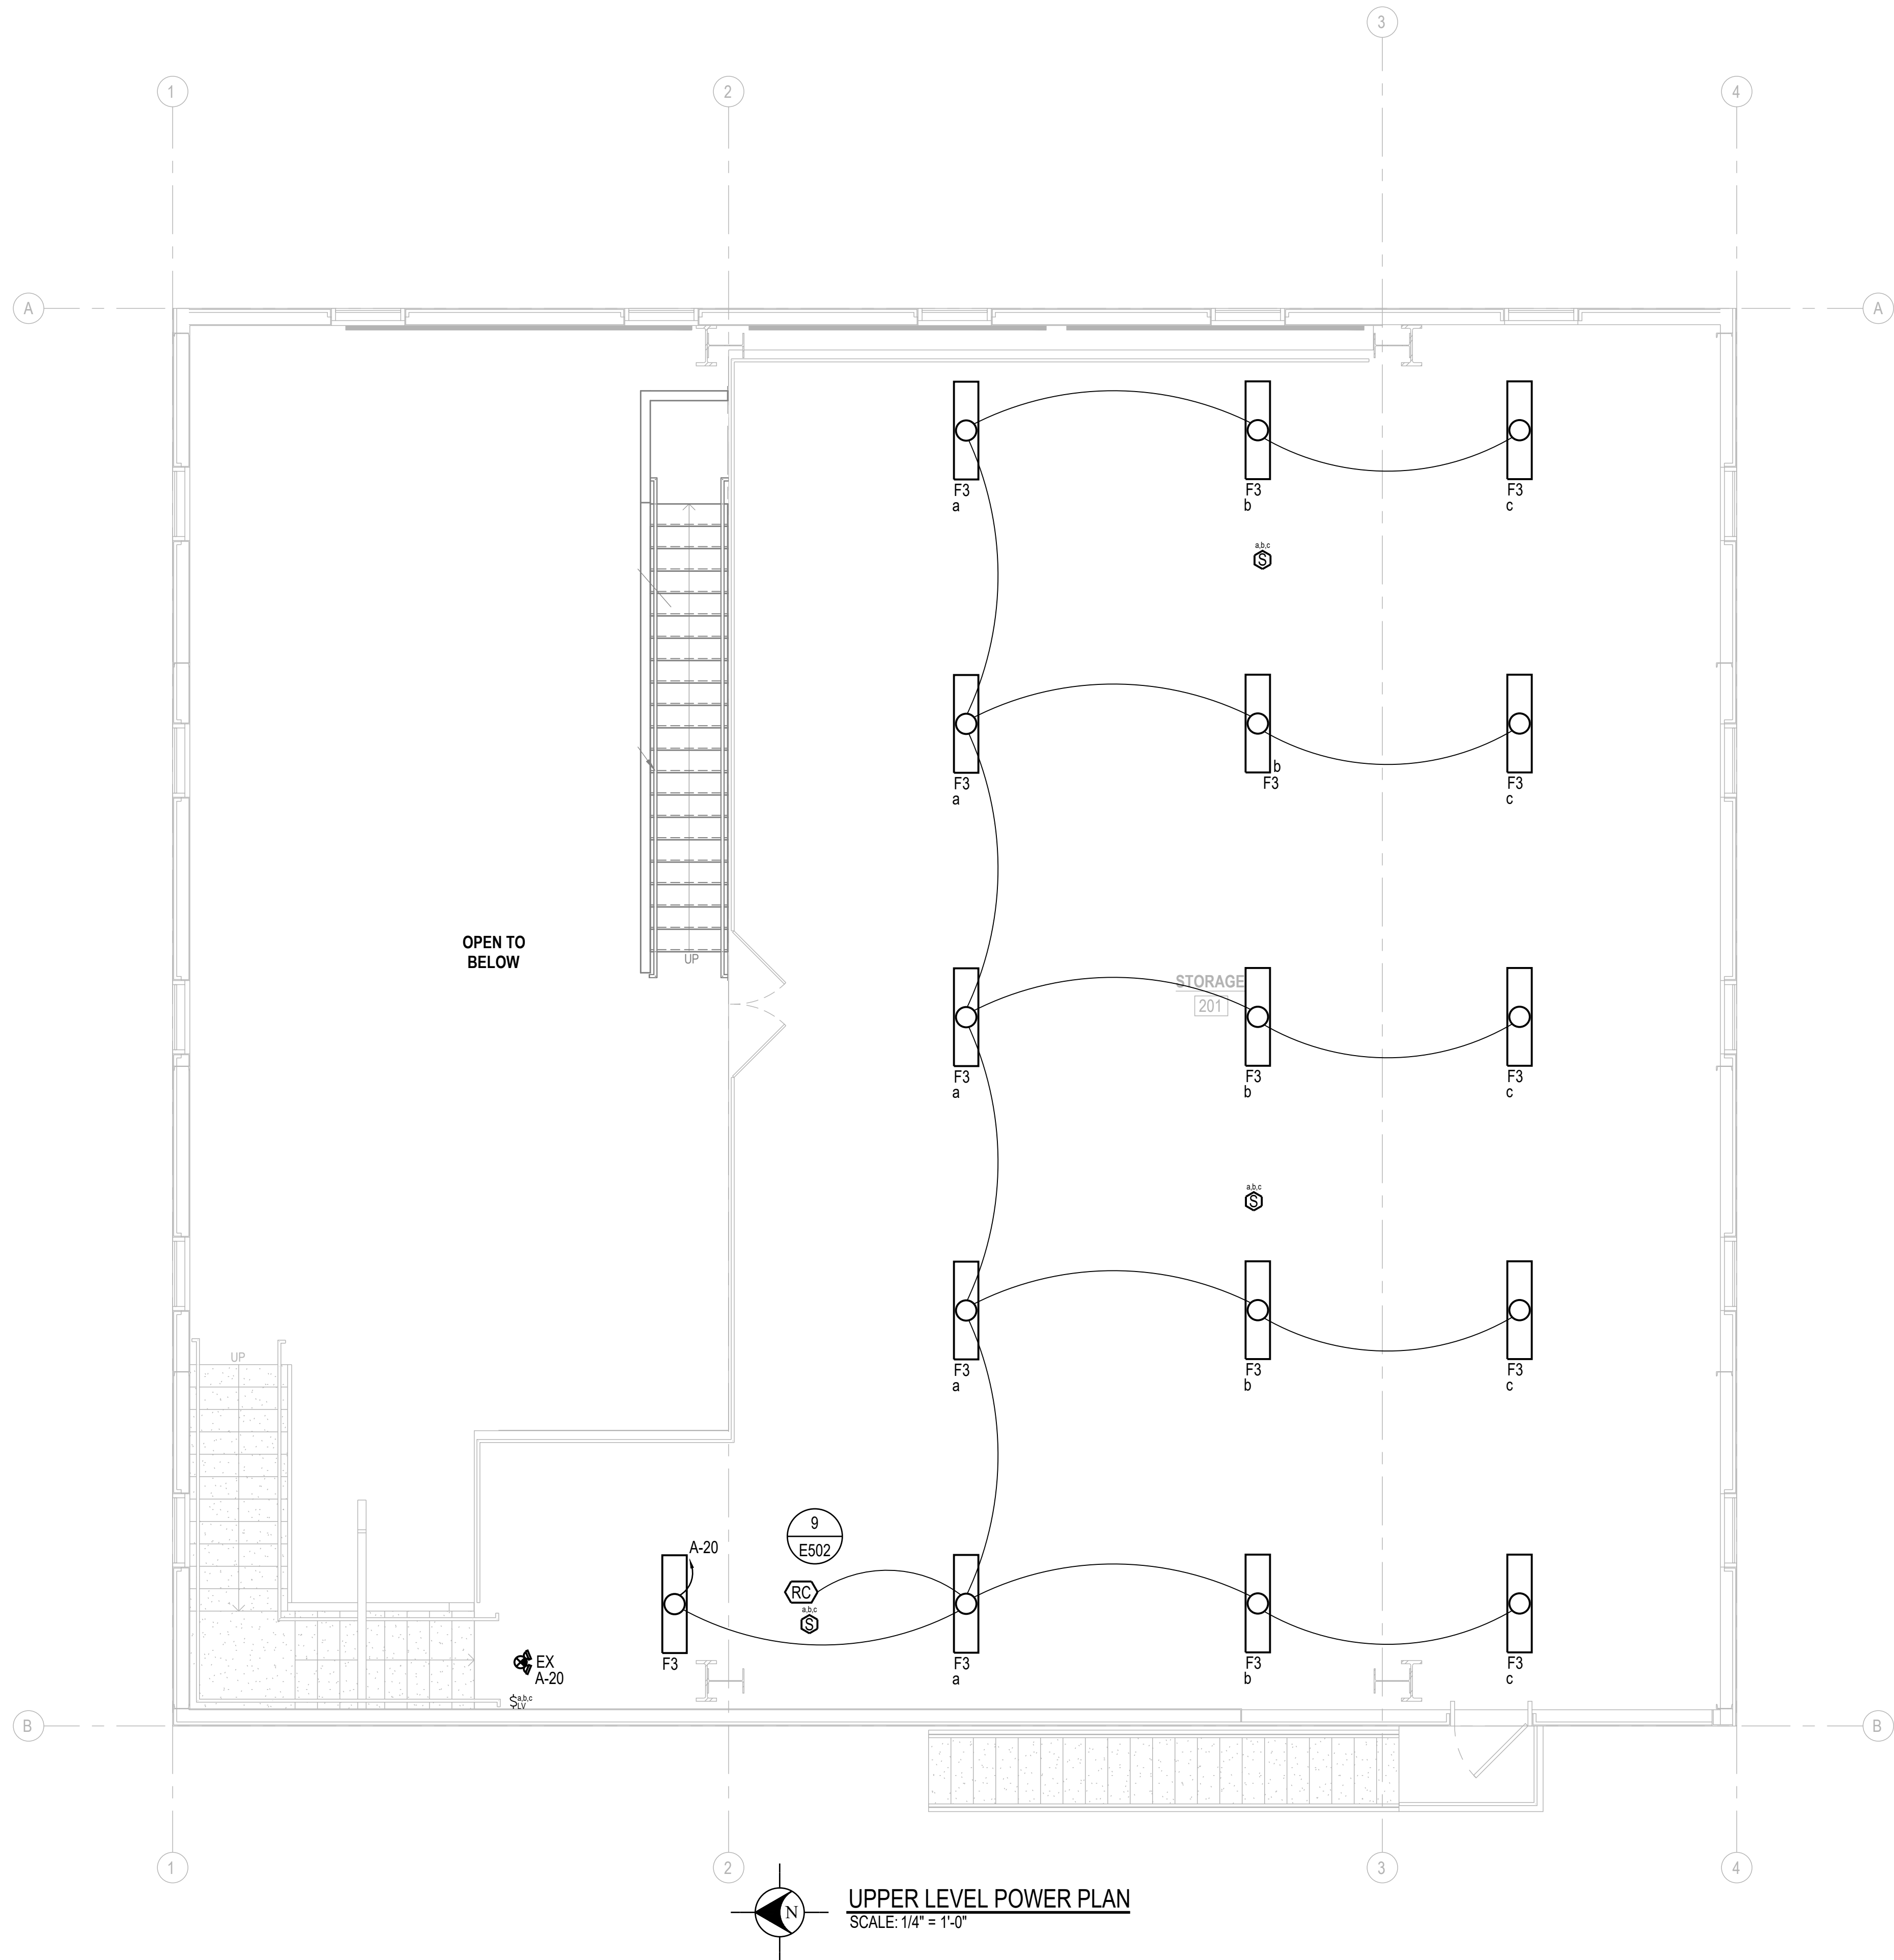 3
1
2
4
A
A
F3
a
F3
b
F3
c
a,b,c
S
F3
a
b
F3
F3
c
OPEN TO
BELOW
UP
STORAGE
201
F3
a
F3
b
F3
c
a,b,c
S
UP
F3
a
F3
b
F3
c
9
E502
A-20
RC
a,b,c
S
EX
A-20
F3
F3
a
F3
b
F3
c
$ a,b,c
LV
B
B
1
2
3
4
N
UPPER LEVEL POWER PLAN
SCALE: 1/4" = 1'-0"